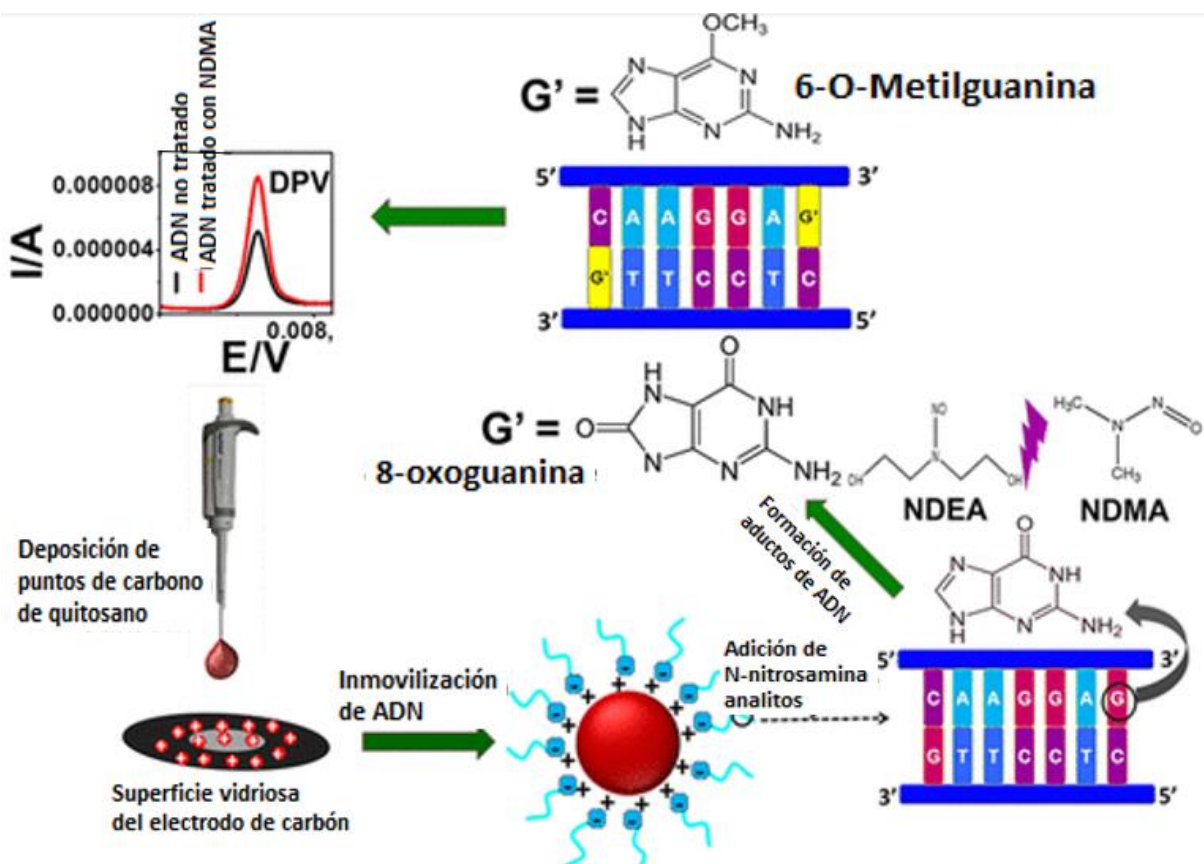 OCH₃
N
N
G' =
6-O-Metilguanina
N
H
N
NH₂
ADN no tratado
ADN tratado con NDMA
DPV
0.000008
0.000004
0.000000
I/A
0.008,
E/V
5' 3'
C A A G G A G'
G' T T C C T C
3' 5'
O
H
N
NH
G' =
O
N
N
NH₂
8-oxoguanina
NO
N
OH
OH
NDEA
H₃C
N
N
O
CH₃
NDMA
Formación de
aductos de ADN
O
N
NH
N
H
N
NH₂
Deposición de
puntos de carbono
de quitosano
Inmovilización
de ADN
Adición de
N-nitrosamina
analitos
5' 3'
C A A G G A G
G T T C C T C
3' 5'
Superficie vidriosa
del electrodo de carbón